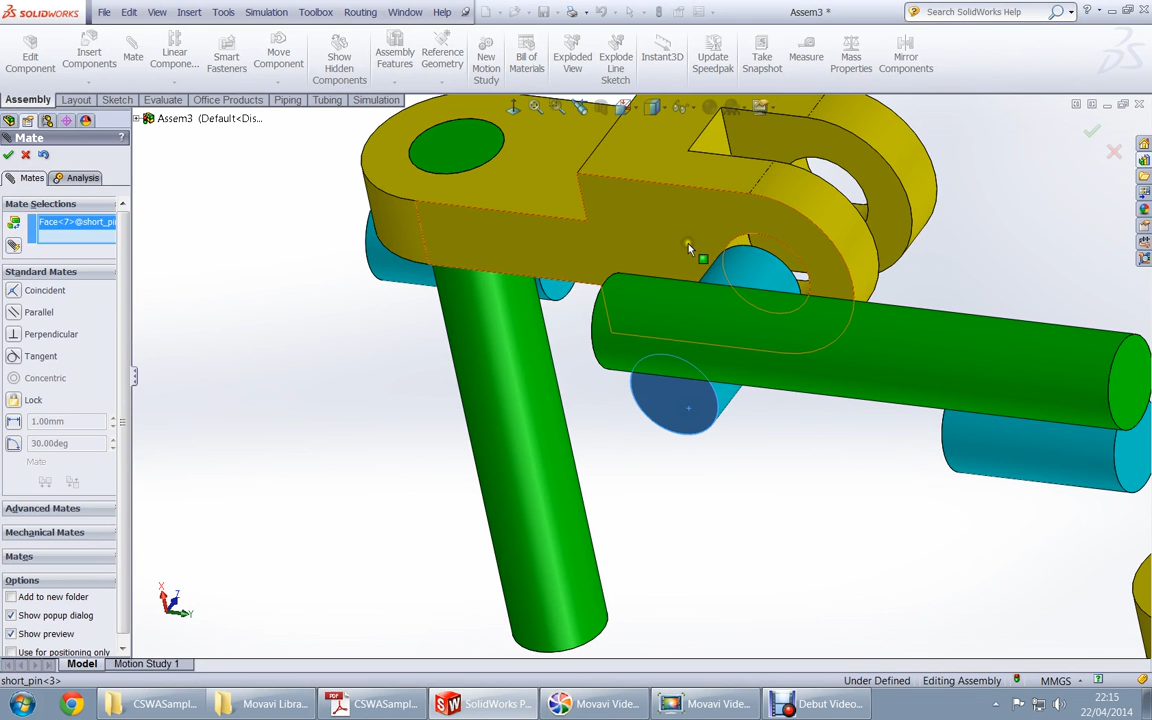 SOLIDWORKS File Edit View Insert Tools Simulation Toolbox Routing Window Help Assem3 * Search SolidWorks Help
Edit Component
Insert Components
Mate
Linear Compone...
Smart Fasteners
Move Component
Show Hidden Components
Assembly Features
Reference Geometry
New Motion Study
Bill of Materials
Exploded View
Explode Line Sketch
Instant3D
Update Speedpak
Take Snapshot
Measure
Mass Properties
Mirror Components
Assembly Layout Sketch Evaluate Office Products Piping Tubing Simulation
Assem3 (Default<Dis...
Mate ?
Mates Analysis
Mate Selections
Face<7>@short_pi
Standard Mates
Coincident
Parallel
Perpendicular
Tangent
Concentric
Lock
1.00mm
30.00deg
Mate
Advanced Mates
Mechanical Mates
Mates
Options
Add to new folder
Show popup dialog
Show preview
Use for positioning only
X
Z
Y
Model Motion Study 1
short_pin<3> Under Defined Editing Assembly MMGS
CSWASampl... Movavi Libra... CSWASampl... SolidWorks P... Movavi Vide... Movavi Vide... Debut Video...
22:15
22/04/2014